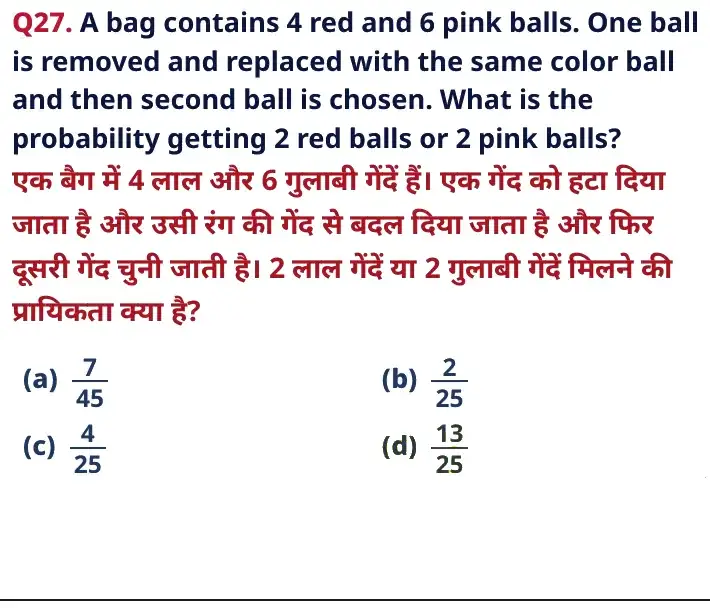 Q27. A bag contains 4 red and 6 pink balls. One ball
is removed and replaced with the same color ball
and then second ball is chosen. What is the
probability getting 2 red balls or 2 pink balls?
एक बैग में 4 लाल और 6 गुलाबी गेंदें हैं। एक गेंद को हटा दिया
जाता है और उसी रंग की गेंद से बदल दिया जाता है और फिर
दूसरी गेंद चुनी जाती है। 2 लाल गेंदें या 2 गुलाबी गेंदें मिलने की
प्रायिकता क्या है?
(a) 7/45 (b) 2/25
(c) 4/25 (d) 13/25